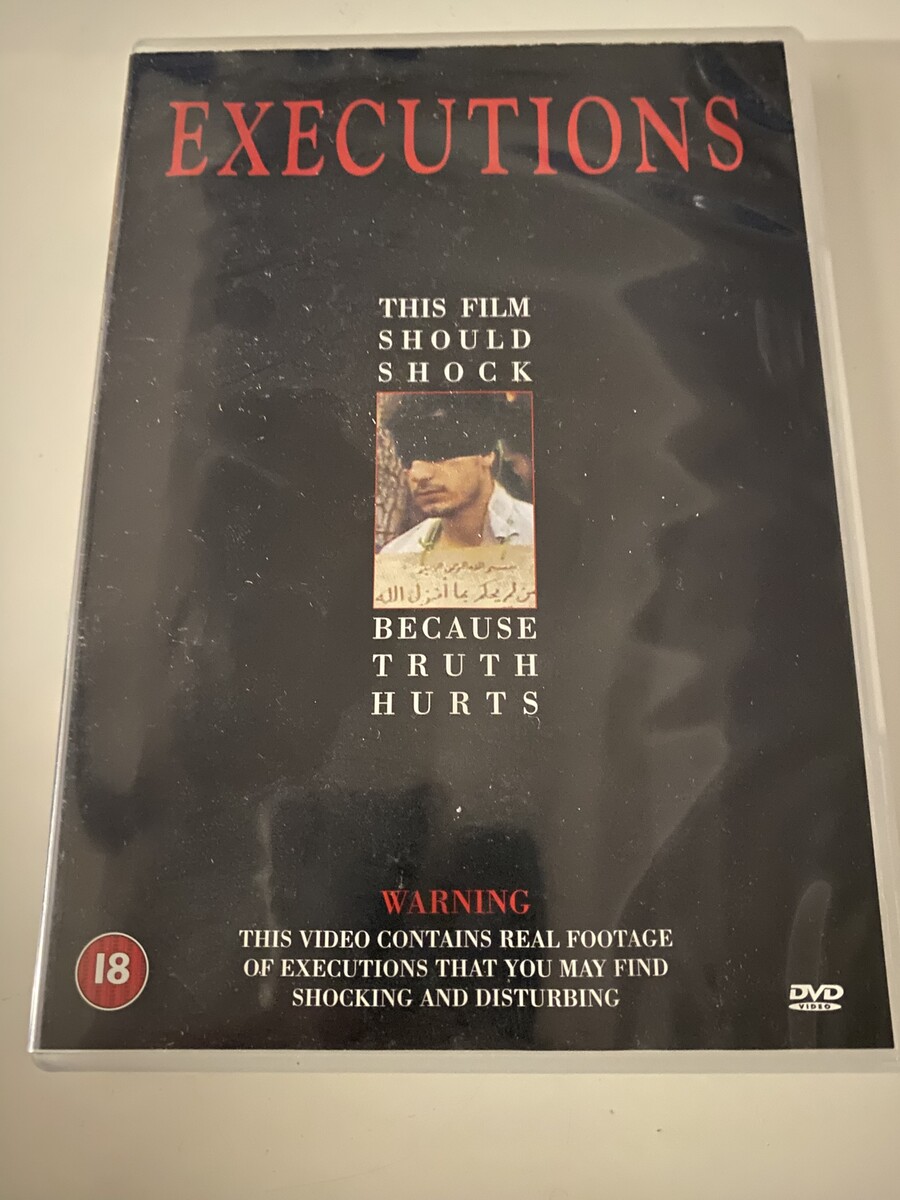 EXECUTIONS
THIS FILM
SHOULD
SHOCK
من لم يحكم بما أنزل الله
BECAUSE
TRUTH
HURTS
WARNING
THIS VIDEO CONTAINS REAL FOOTAGE
OF EXECUTIONS THAT YOU MAY FIND
SHOCKING AND DISTURBING
18
DVD
VIDEO